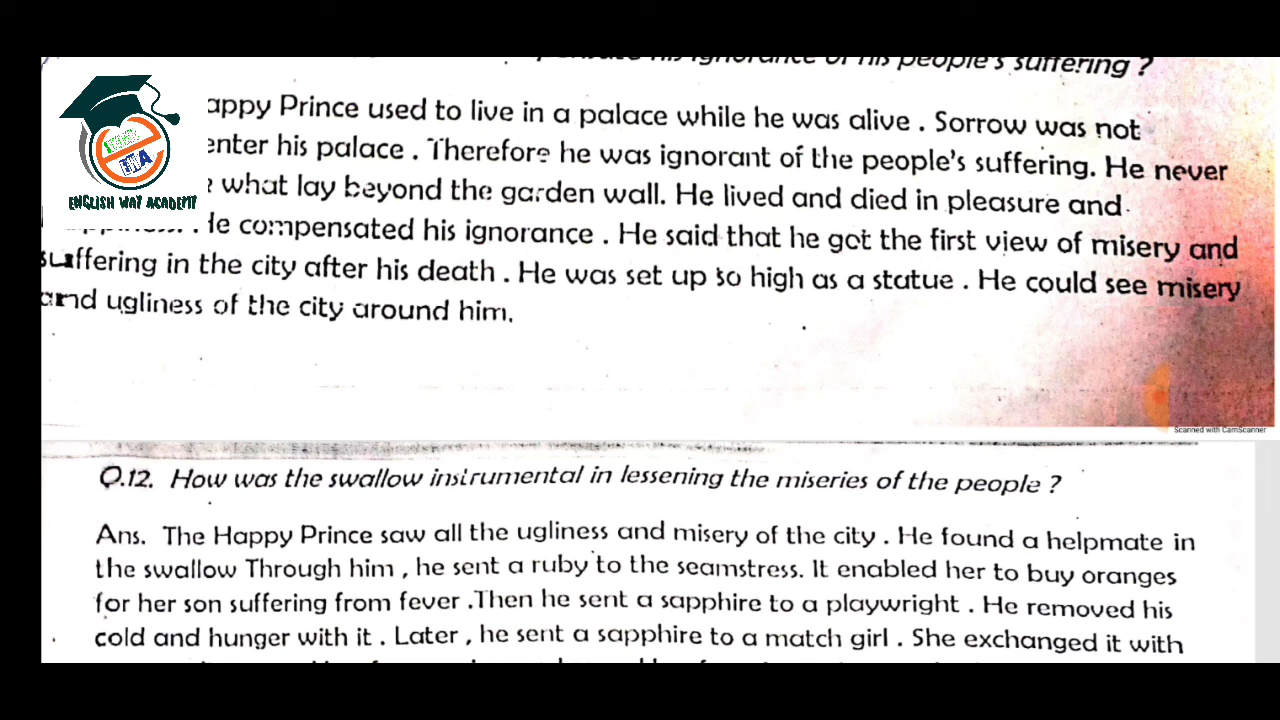 his ignorance of his people's suffering ?
appy Prince used to live in a palace while he was alive . Sorrow was not
enter his palace . Therefore he was ignorant of the people's suffering. He never
what lay beyond the garden wall. He lived and died in pleasure and
He compensated his ignorance . He said that he got the first view of misery and
suffering in the city after his death . He was set up so high as a statue . He could see misery
and ugliness of the city around him.
ENGLISH WAY ACADEMY
Scanned with CamScanner
Q.12. How was the swallow instrumental in lessening the miseries of the people ?
Ans. The Happy Prince saw all the ugliness and misery of the city . He found a helpmate in
the swallow Through him , he sent a ruby to the seamstress. It enabled her to buy oranges
for her son suffering from fever .Then he sent a sapphire to a playwright . He removed his
cold and hunger with it . Later , he sent a sapphire to a match girl . She exchanged it with